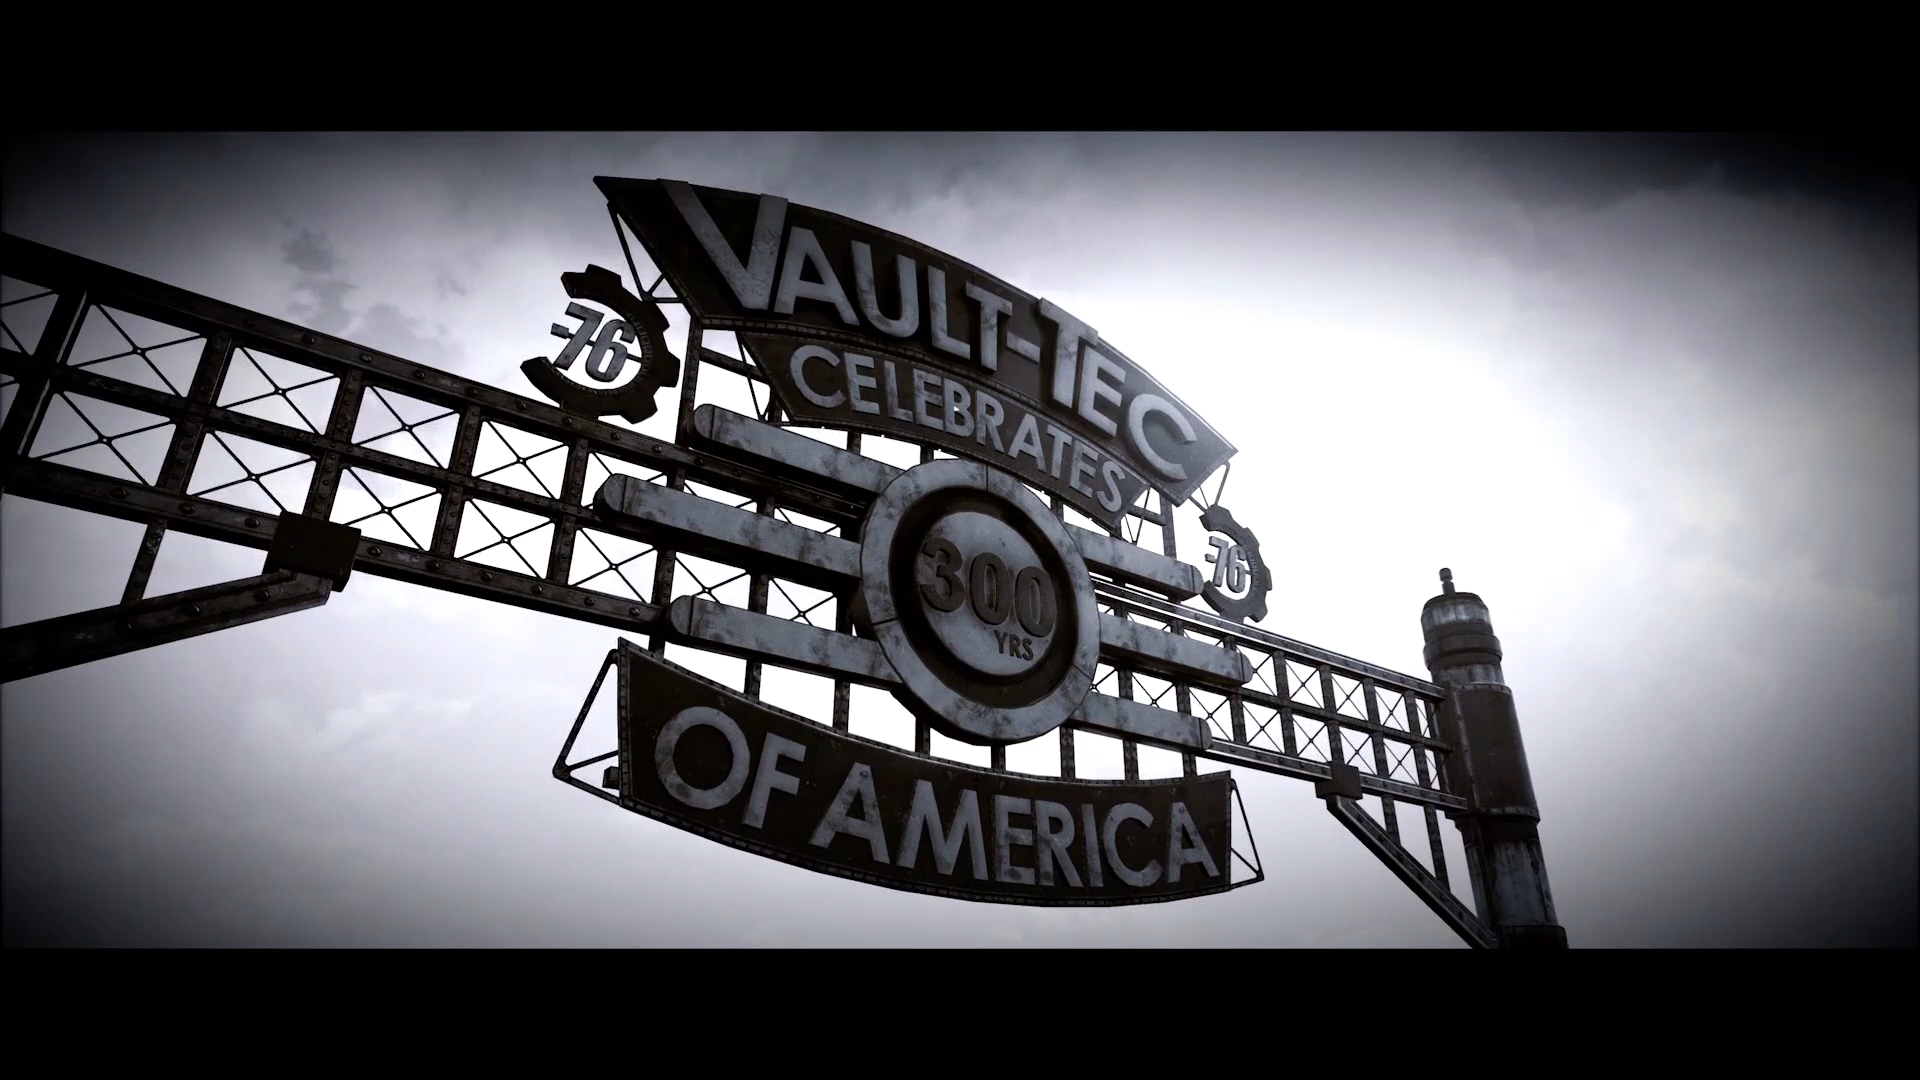 VAULT-TEC
CELEBRATES
76
76
300
YRS
OF AMERICA